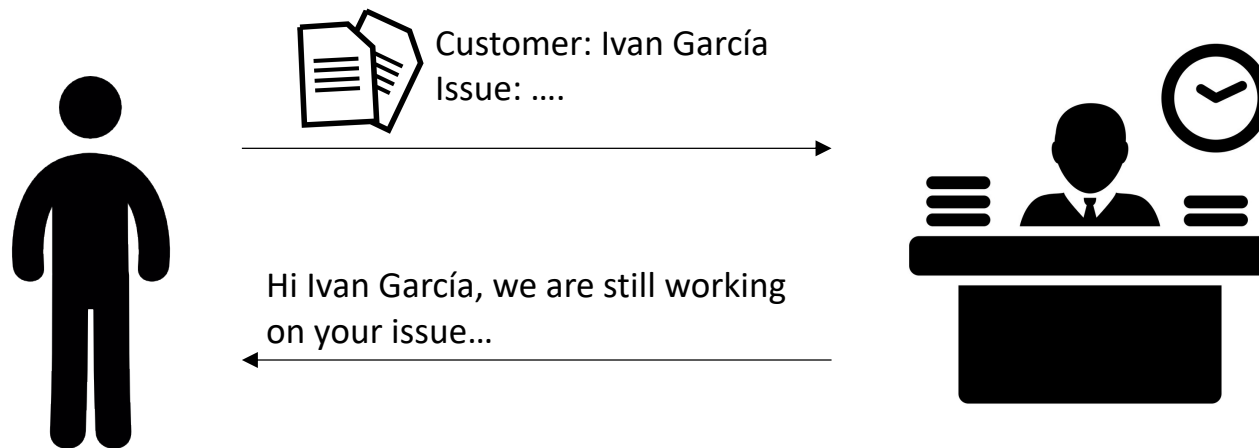 Customer: Ivan García
Issue: ….
Hi Ivan García, we are still working
on your issue…